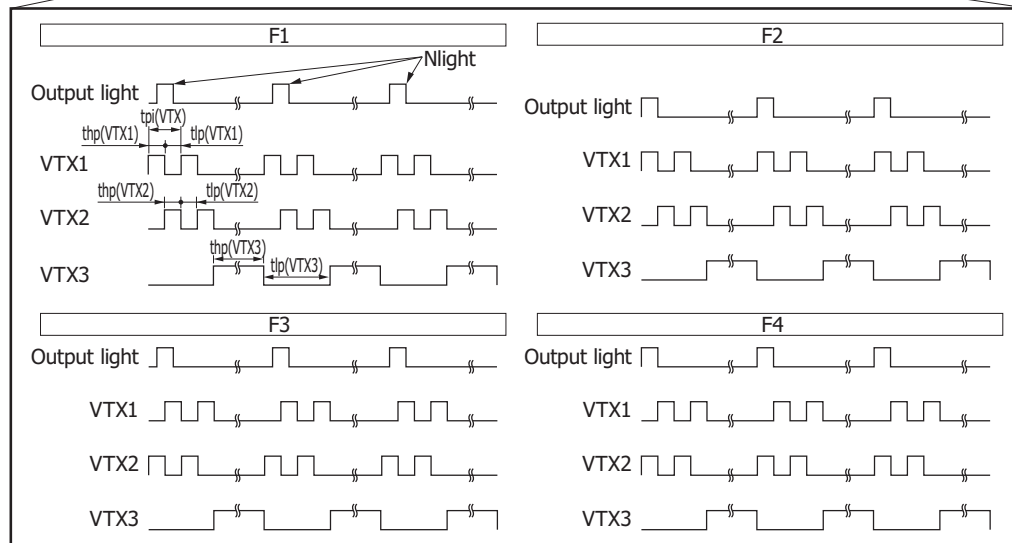 F1
Nlight
Output light
tpi(VTX)
thp(VTX1) tlp(VTX1)
VTX1
thp(VTX2) tlp(VTX2)
VTX2
thp(VTX3)
tlp(VTX3)
VTX3
F2
Output light
VTX1
VTX2
VTX3
F3
Output light
VTX1
VTX2
VTX3
F4
Output light
VTX1
VTX2
VTX3